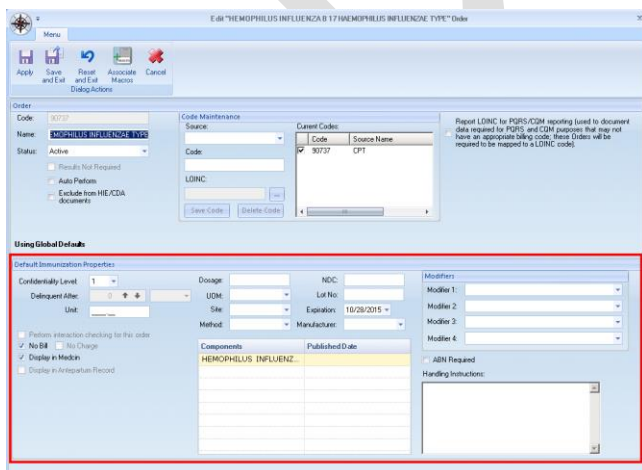 Edit "HEMOPHILUS INFLUENZA B 17 HAEMOPHILUS INFLUENZAE TYPE" Order
Menu
Apply
Save and Exit
Reset and Exit
Associate Macros
Cancel
Dialog Actions
Order
Code: 90737
Name: EMOPHILUS INFLUENZAE TYPE
Status: Active
Results Not Required
Auto Perform
Exclude from HIE/CDA
documents
Code Maintenance
Source:
Code:
LOINC:
...
Save Code
Delete Code
Current Codes:
Code Source Name
90737 CPT
Report LOINC for PQRS/CQM reporting (used to document
data required for PQRS and CQM purposes that may not
have an appropriate billing code; these Orders will be
required to be mapped to a LOINC code).
Using Global Defaults
Default Immunization Properties
Confidentiality Level: 1
Delinquent After: 0
Unit: ____.__
Perform interaction checking for this order
No Bill No Charge
Display in Medcin
Display in Antepartum Record
Dosage:
UOM:
Site:
Method:
NDC:
Lot No:
Expiration: 10/28/2015
Manufacturer:
Components Published Date
HEMOPHILUS INFLUENZ...
Modifiers
Modifier 1:
Modifier 2:
Modifier 3:
Modifier 4:
ABN Required
Handling Instructions: